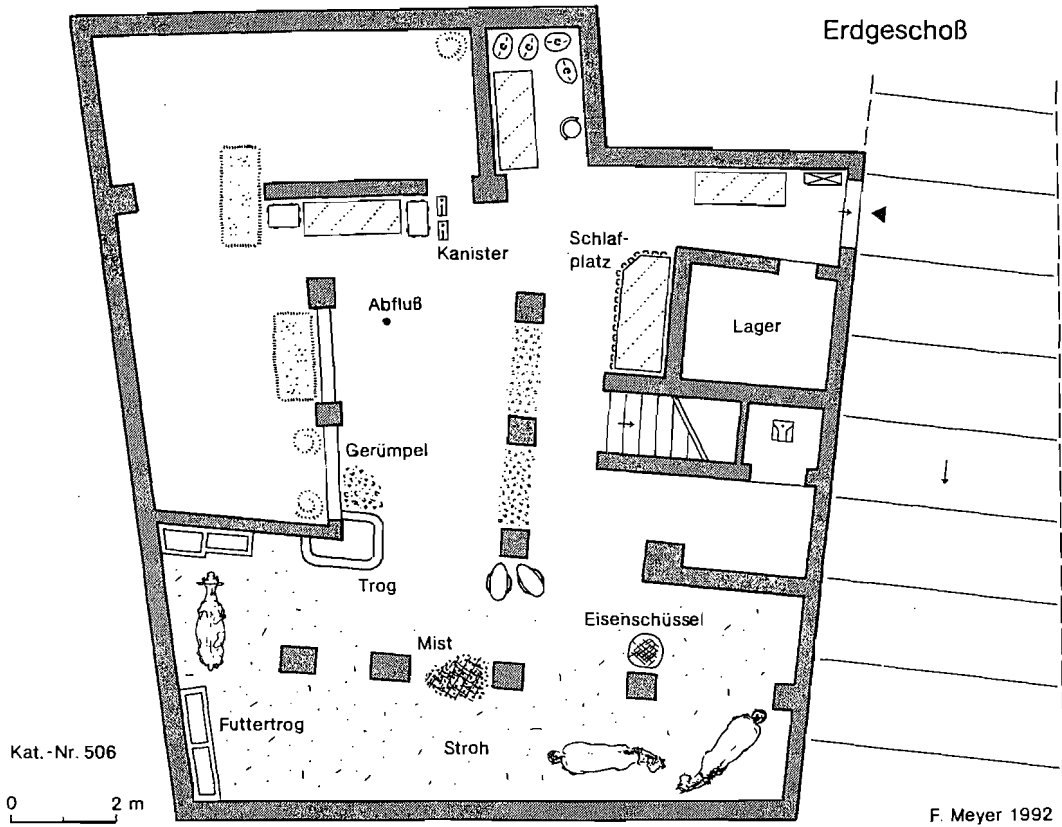 Erdgeschoß
Kanister
Schlaf-
platz
Abfluß
Lager
Gerümpel
Trog
Eisenschüssel
Mist
Futtertrog
Stroh
Kat.-Nr. 506
0 2 m
F. Meyer 1992